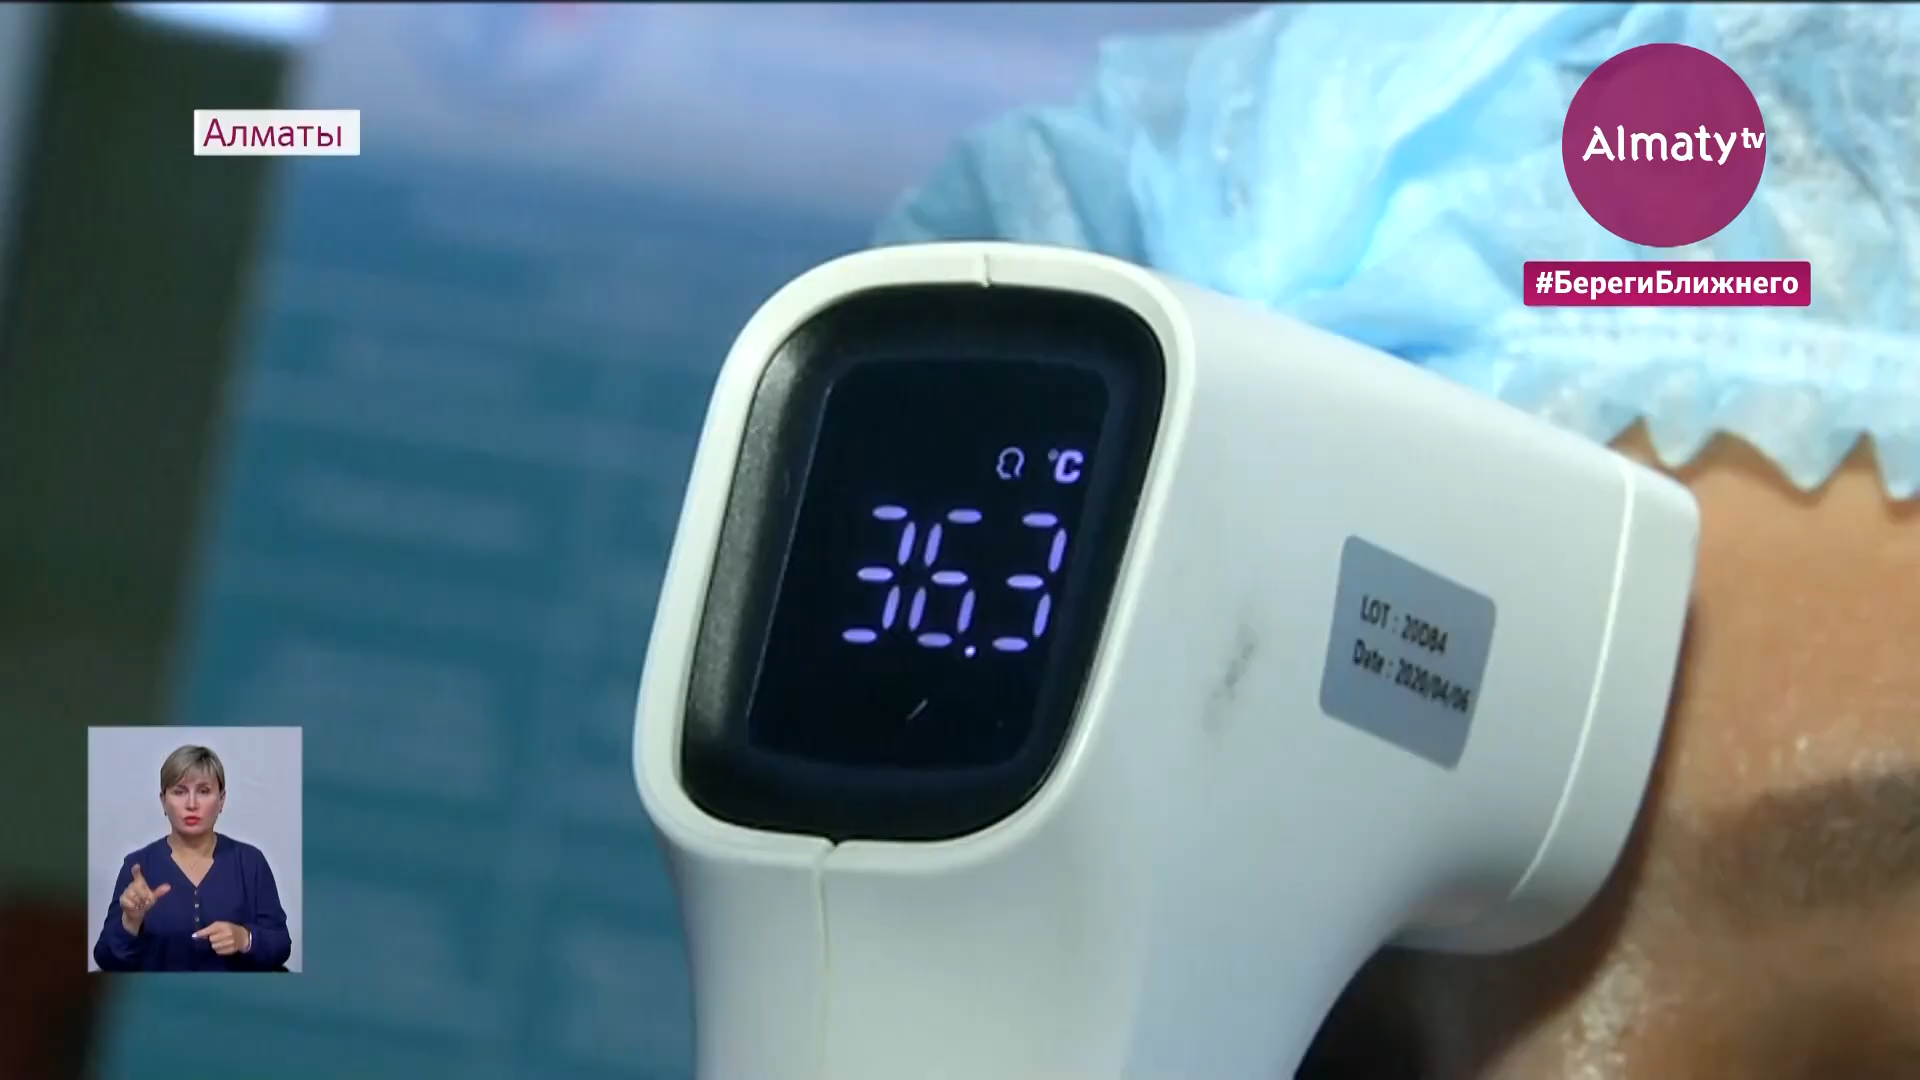 Алматы
Almaty tv
#БерегиБлижнего
°C
36.3
LOT : 20D84
Date : 2020/04/06